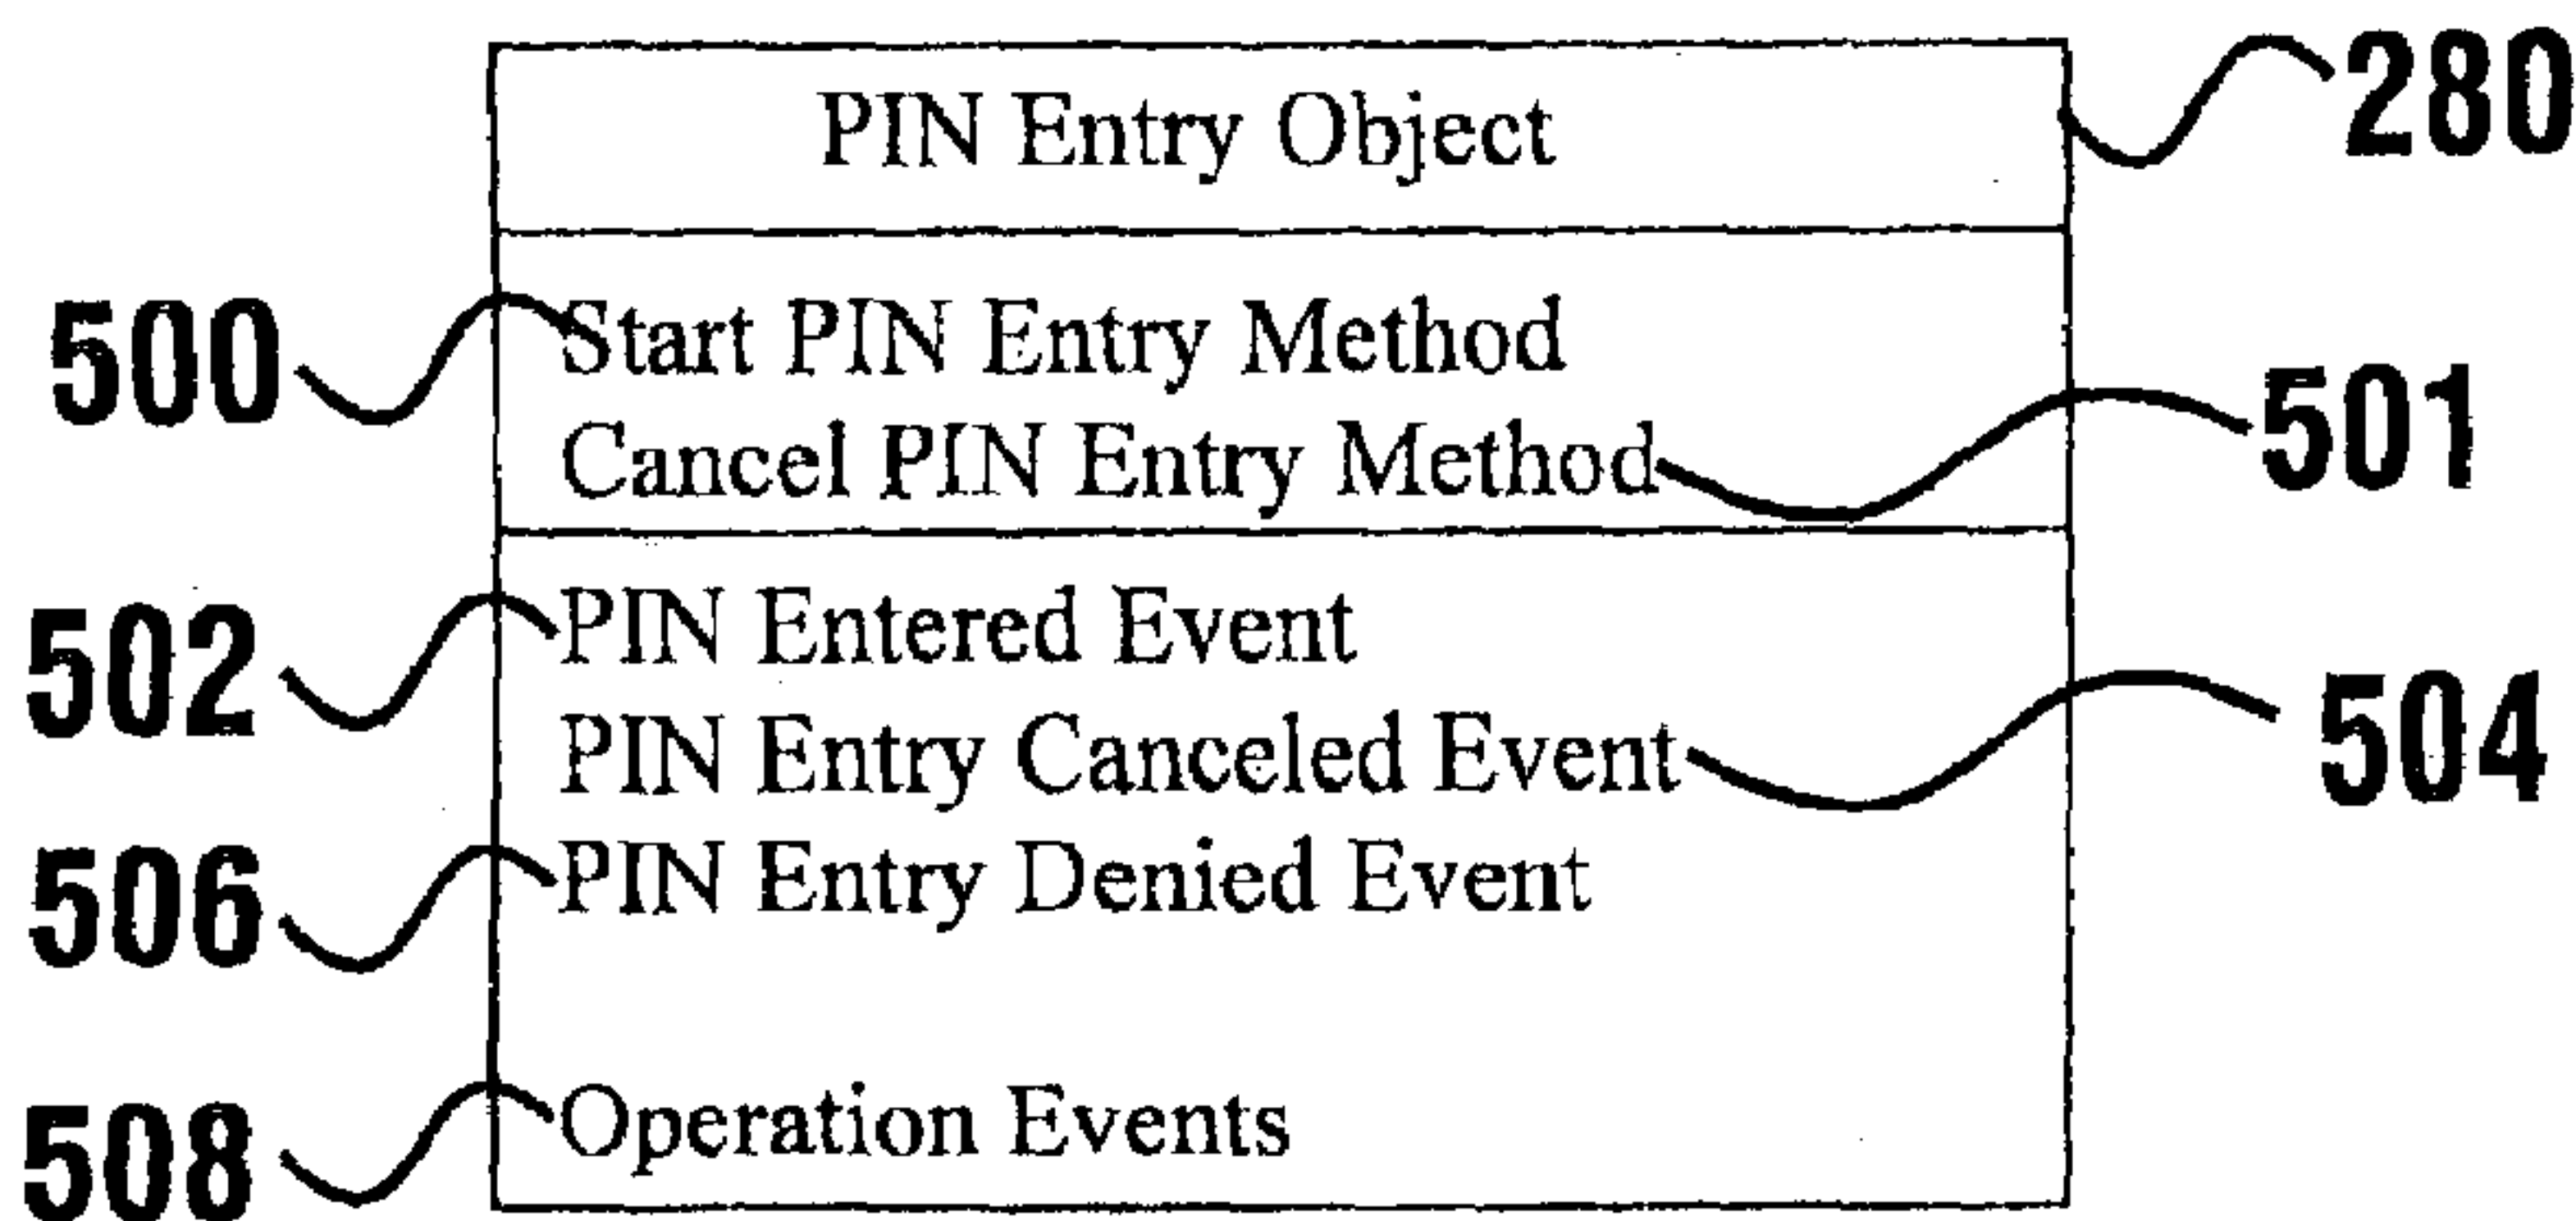 PIN Entry Object 280
500 Start PIN Entry Method
Cancel PIN Entry Method 501
502 PIN Entered Event
PIN Entry Canceled Event 504
506 PIN Entry Denied Event
508 Operation Events